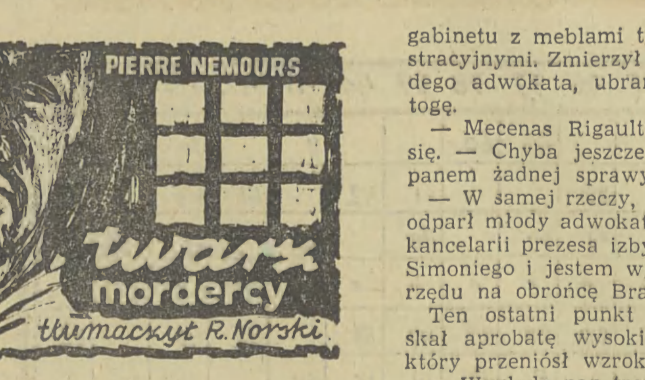 PIERRE NEMOURS
twarz
mordercy
tłumaczył R. Norski
gabinetu z meblami t
stracyjnymi. Zmierzył
dego adwokata, ubra
togę.
— Mecenas Rigault
się. — Chyba jeszcze
panem żadnej sprawy
— W samej rzeczy,
odparł młody adwokat
kancelarii prezesa izby
Simoniego i jestem w
rzędu na obrońcę Bra
Ten ostatni punkt
skał aprobatę wysoki
który przeniósł wzrok